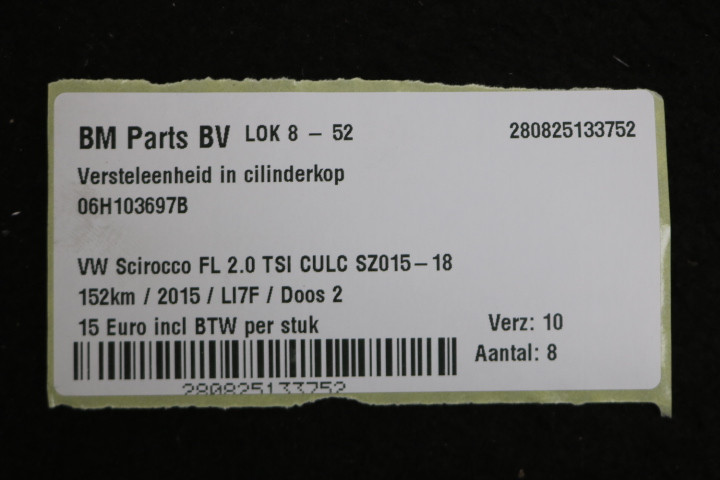 BM Parts BV LOK 8 - 52 280825133752
Versteleenheid in cilinderkop
06H103697B
VW Scirocco FL 2.0 TSI CULC SZ015-18
152km / 2015 / LI7F / Doos 2
15 Euro incl BTW per stuk Verz: 10
Aantal: 8
280825133752